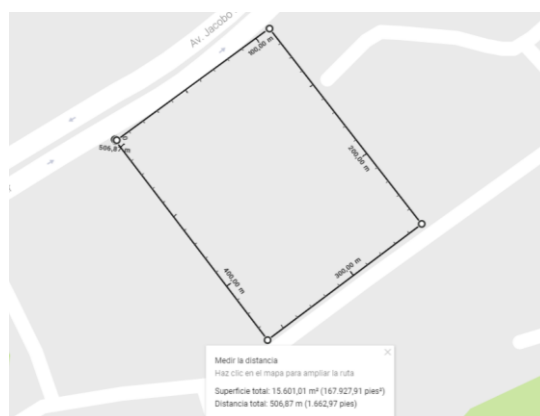 Av. Jacobo
100,00 m
506,87 m
200,00 m
300,00 m
400,00 m
Medir la distancia
Haz clic en el mapa para ampliar la ruta
Superficie total: 15.601,01 m² (167.927,91 pies²)
Distancia total: 506,87 m (1.662,97 pies)